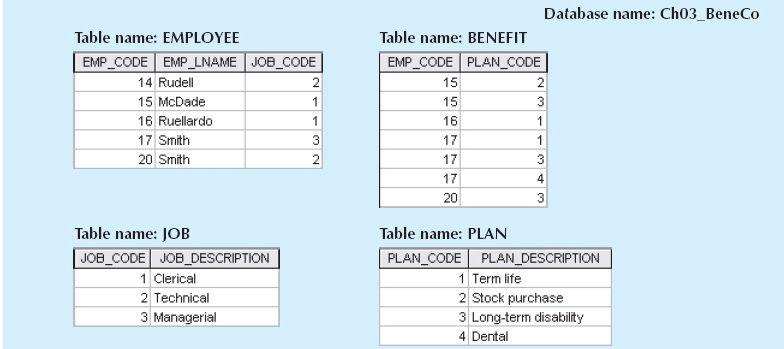 Database name: Ch03_BeneCo
Table name: EMPLOYEE
EMP_CODE EMP_LNAME JOB_CODE
14 Rudell 2
15 McDade 1
16 Ruellardo 1
17 Smith 3
20 Smith 2
Table name: BENEFIT
EMP_CODE PLAN_CODE
15 2
15 3
16 1
17 1
17 3
17 4
20 3
Table name: JOB
JOB_CODE JOB_DESCRIPTION
1 Clerical
2 Technical
3 Managerial
Table name: PLAN
PLAN_CODE PLAN_DESCRIPTION
1 Term life
2 Stock purchase
3 Long-term disability
4 Dental